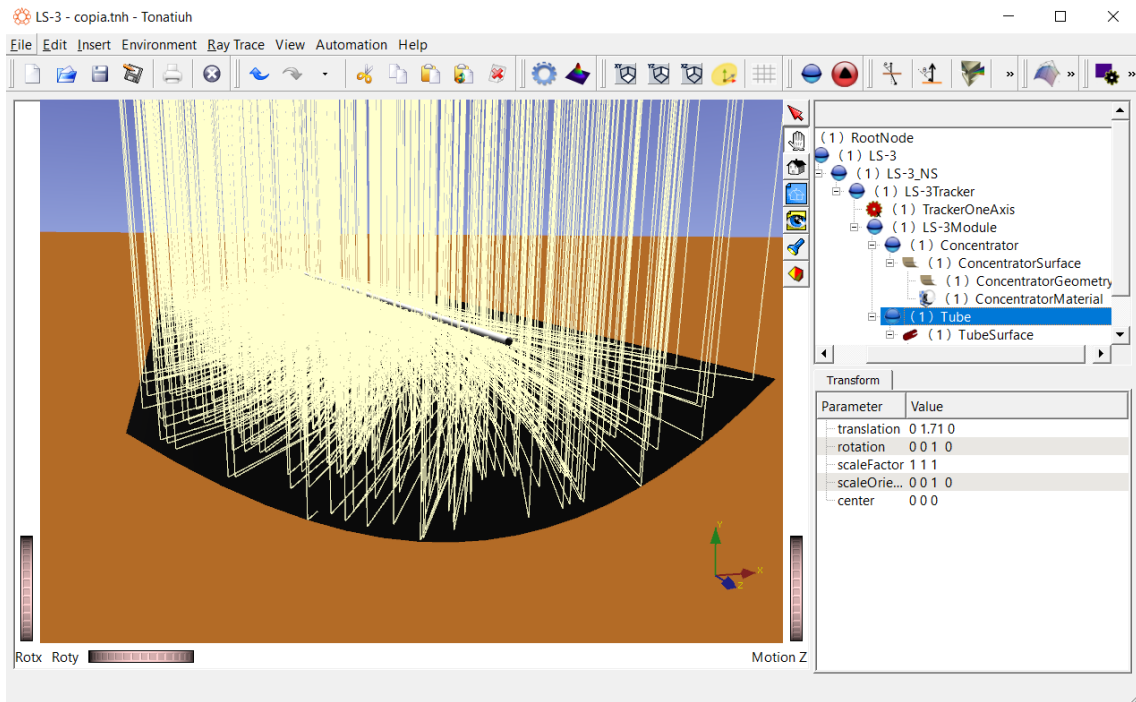 LS-3 - copia.tnh - Tonatiuh
File Edit Insert Environment Ray Trace View Automation Help
» » »
(1) RootNode
(1) LS-3
(1) LS-3_NS
(1) LS-3Tracker
(1) TrackerOneAxis
(1) LS-3Module
(1) Concentrator
(1) ConcentratorSurface
(1) ConcentratorGeometry
(1) ConcentratorMaterial
(1) Tube
(1) TubeSurface
Transform
Parameter Value
translation 0 1.71 0
rotation 0 0 1 0
scaleFactor 1 1 1
scaleOrie... 0 0 1 0
center 0 0 0
Y
X
Z
Rotx Roty Motion Z